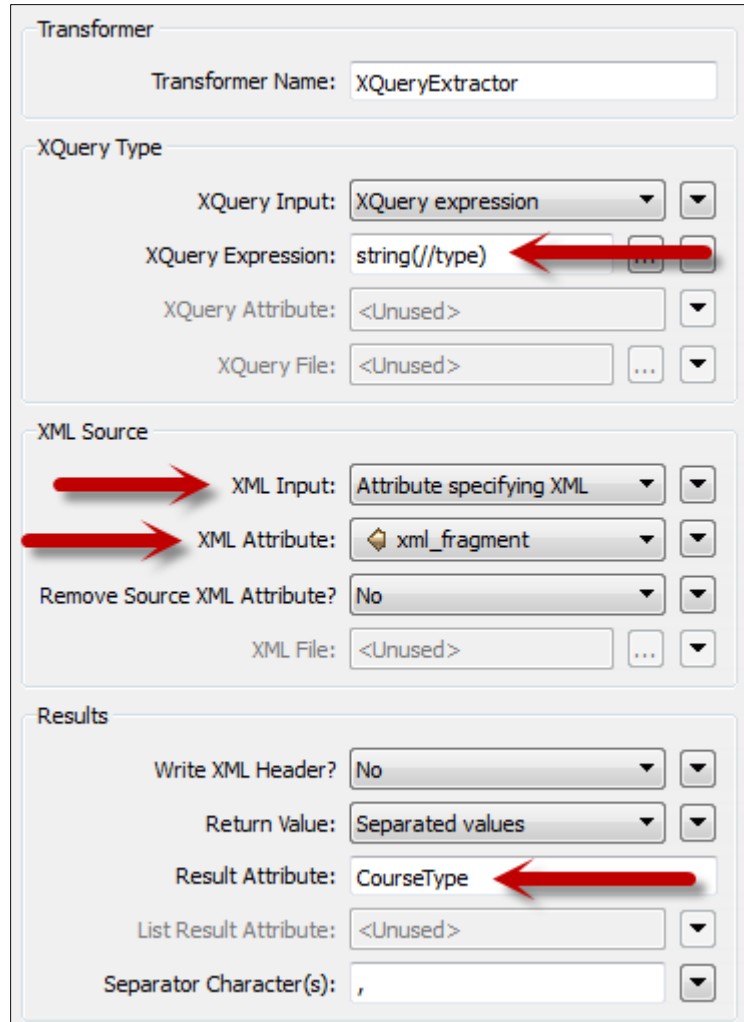 Transformer
Transformer Name: XQueryExtractor
XQuery Type
XQuery Input: XQuery expression
XQuery Expression: string(//type) ...
XQuery Attribute: <Unused>
XQuery File: <Unused> ...
XML Source
XML Input: Attribute specifying XML
XML Attribute: xml_fragment
Remove Source XML Attribute? No
XML File: <Unused> ...
Results
Write XML Header? No
Return Value: Separated values
Result Attribute: CourseType
List Result Attribute: <Unused>
Separator Character(s): ,